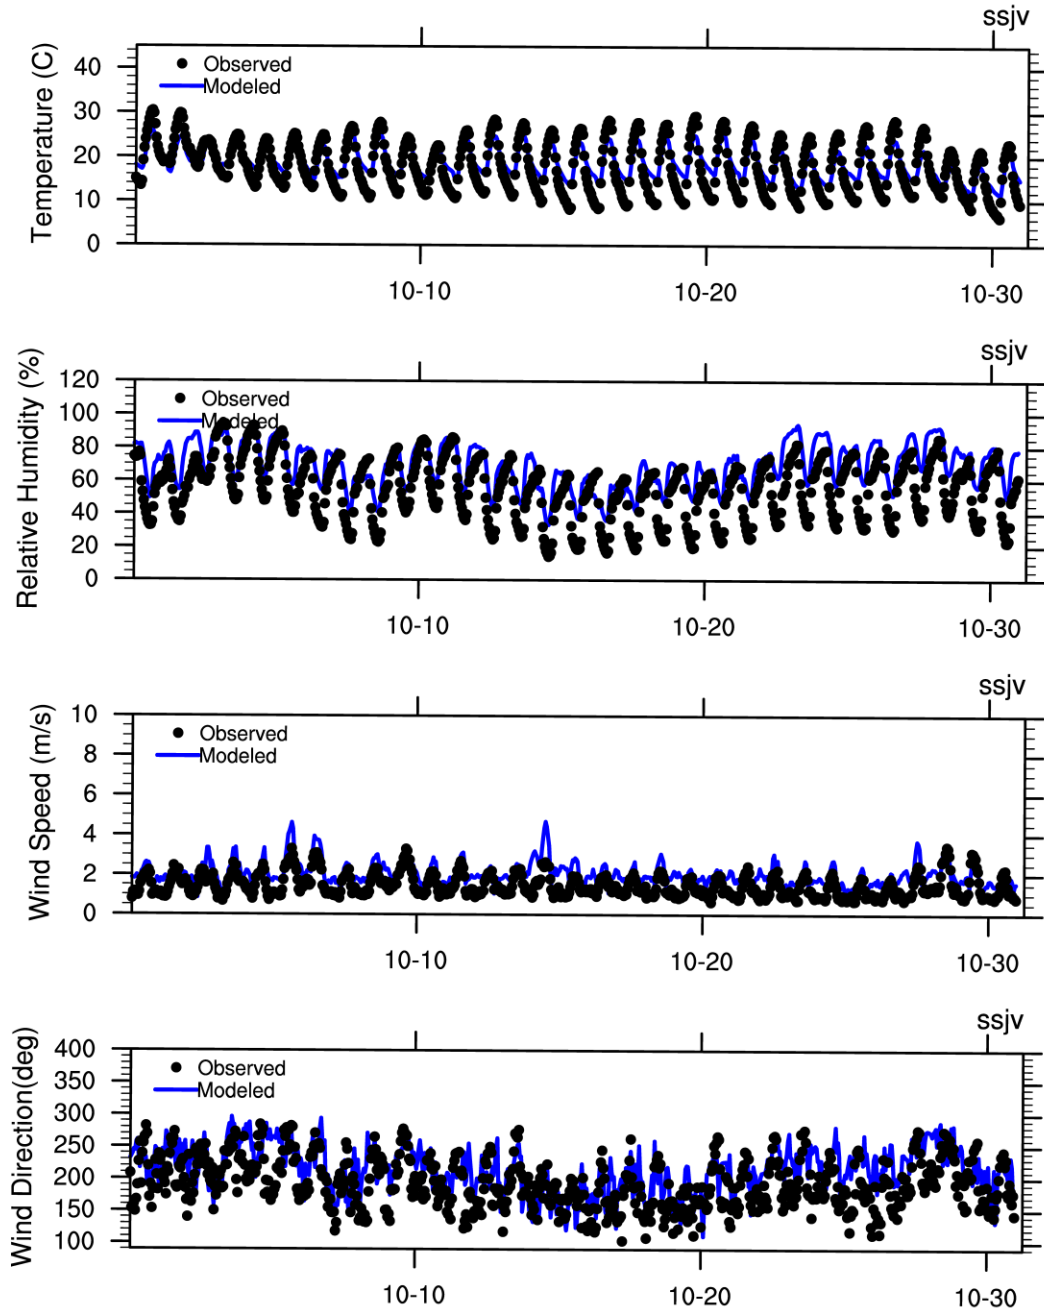 ssjv
Temperature (C)
40
30
20
10
0
Observed
Modeled
10-10
10-20
10-30
ssjv
Relative Humidity (%)
120
100
80
60
40
20
0
Observed
Modeled
10-10
10-20
10-30
ssjv
Wind Speed (m/s)
10
8
6
4
2
0
Observed
Modeled
10-10
10-20
10-30
ssjv
Wind Direction(deg)
400
350
300
250
200
150
100
Observed
Modeled
10-10
10-20
10-30